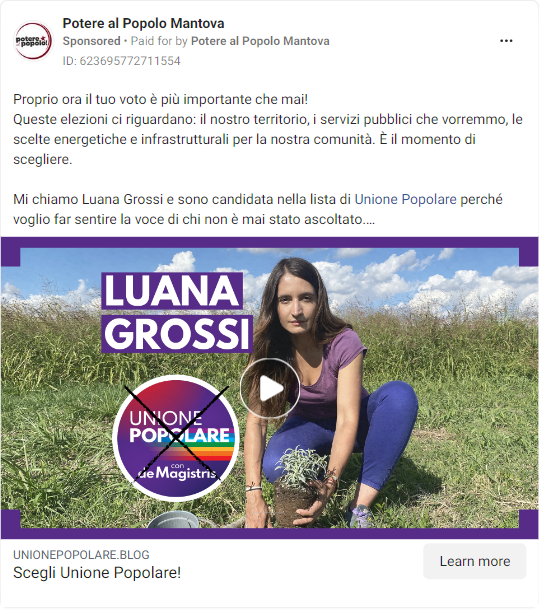 Potere al Popolo Mantova
Sponsored • Paid for by Potere al Popolo Mantova
ID: 623695772711554
potere al popolo!
Proprio ora il tuo voto è più importante che mai!
Queste elezioni ci riguardano: il nostro territorio, i servizi pubblici che vorremmo, le
scelte energetiche e infrastrutturali per la nostra comunità. È il momento di
scegliere.
Mi chiamo Luana Grossi e sono candidata nella lista di Unione Popolare perché
voglio far sentire la voce di chi non è mai stato ascoltato....
LUANA
GROSSI
UNIONE
POPOLARE
con
de Magistris
UNIONEPOPOLARE.BLOG
Scegli Unione Popolare!
Learn more